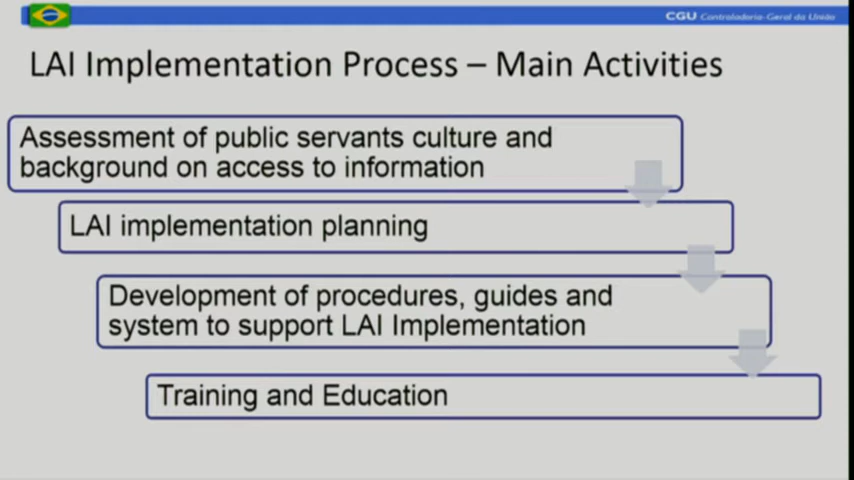 CGU Controladoria-Geral da União
LAI Implementation Process – Main Activities
Assessment of public servants culture and
background on access to information
LAI implementation planning
Development of procedures, guides and
system to support LAI Implementation
Training and Education